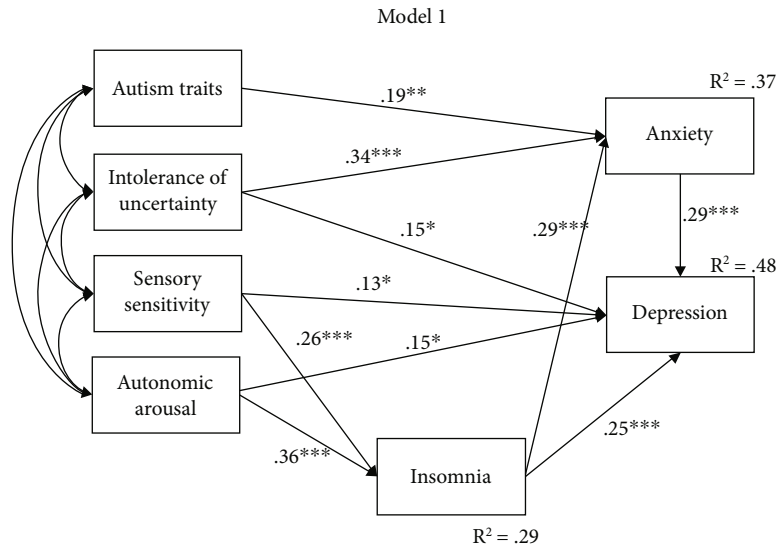 Model 1
R² = .37
Autism traits
.19**
Anxiety
.34***
Intolerance of
uncertainty
.15*
.29***
.29***
R² = .48
Sensory
sensitivity
.13*
Depression
.26***
.15*
Autonomic
arousal
.36***
.25***
Insomnia
R² = .29